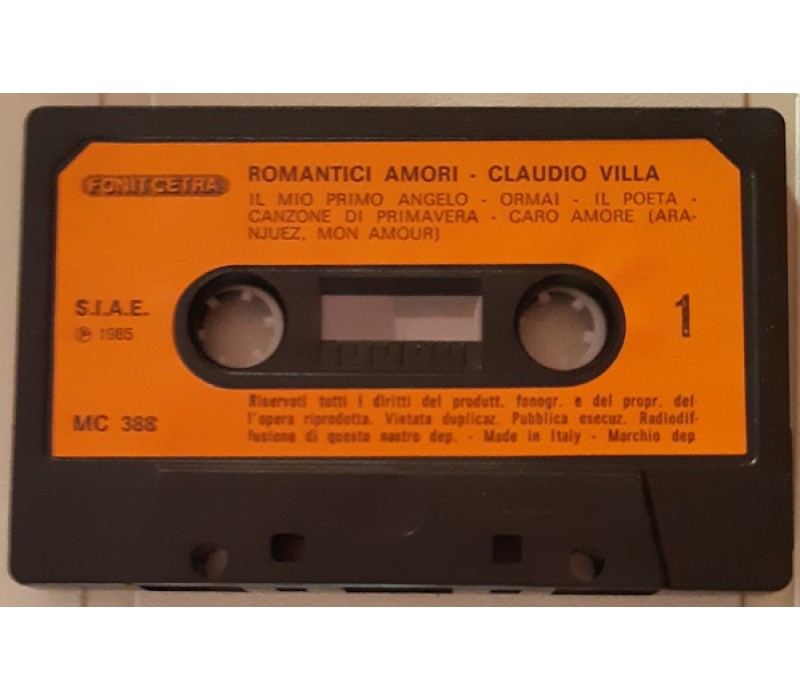 FONIT CETRA
ROMANTICI AMORI - CLAUDIO VILLA
IL MIO PRIMO ANGELO - ORMAI - IL POETA -
CANZONE DI PRIMAVERA - CARO AMORE (ARA-
NJUEZ, MON AMOUR)
S.I.A.E.
℗ 1985
1
MC 388
Riservati tutti i diritti del produtt. fonogr. e del propr. del-
l'opera riprodotta. Vietata duplicaz. Pubblica esecuz. Radiodif-
fusione di questo nastro dep. - Made in Italy - Marchio dep